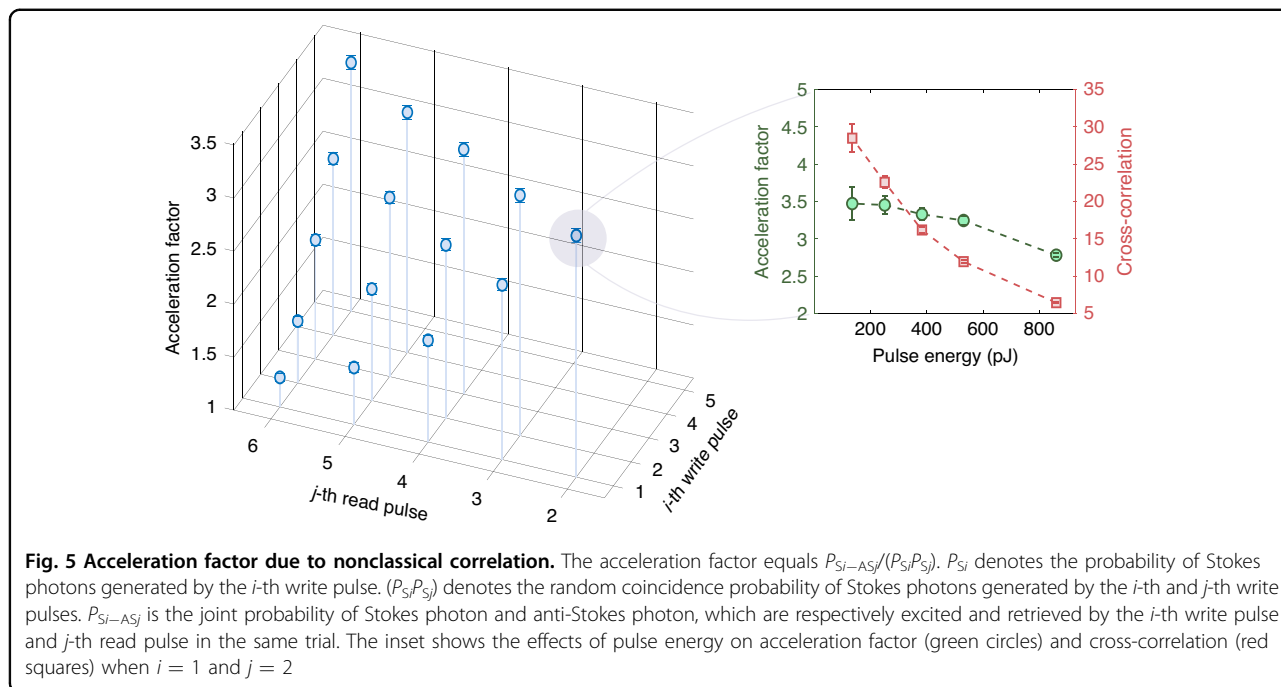 3.5
3
2.5
2
1.5
1
Acceleration factor
6
5
4
3
2
j-th read pulse
5
4
3
2
1
i-th write pulse
5
4.5
4
3.5
3
2.5
2
Acceleration factor
35
30
25
20
15
10
5
Cross-correlation
200 400 600 800
Pulse energy (pJ)
Fig. 5 Acceleration factor due to nonclassical correlation. The acceleration factor equals P_{Si−ASj}/(P_{Si}P_{Sj}). P_{Si} denotes the probability of Stokes
photons generated by the i-th write pulse. (P_{Si}P_{Sj}) denotes the random coincidence probability of Stokes photons generated by the i-th and j-th write
pulses. P_{Si−ASj} is the joint probability of Stokes photon and anti-Stokes photon, which are respectively excited and retrieved by the i-th write pulse
and j-th read pulse in the same trial. The inset shows the effects of pulse energy on acceleration factor (green circles) and cross-correlation (red
squares) when i = 1 and j = 2